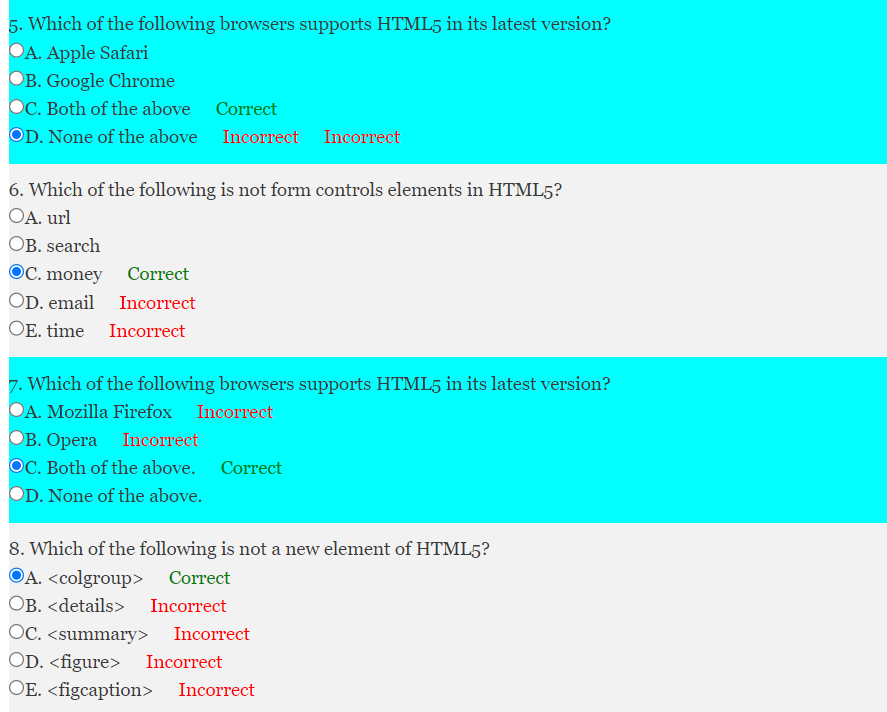 5. Which of the following browsers supports HTML5 in its latest version?
A. Apple Safari
B. Google Chrome
C. Both of the above Correct
D. None of the above Incorrect Incorrect
6. Which of the following is not form controls elements in HTML5?
A. url
B. search
C. money Correct
D. email Incorrect
E. time Incorrect
7. Which of the following browsers supports HTML5 in its latest version?
A. Mozilla Firefox Incorrect
B. Opera Incorrect
C. Both of the above. Correct
D. None of the above.
8. Which of the following is not a new element of HTML5?
A. <colgroup> Correct
B. <details> Incorrect
C. <summary> Incorrect
D. <figure> Incorrect
E. <figcaption> Incorrect